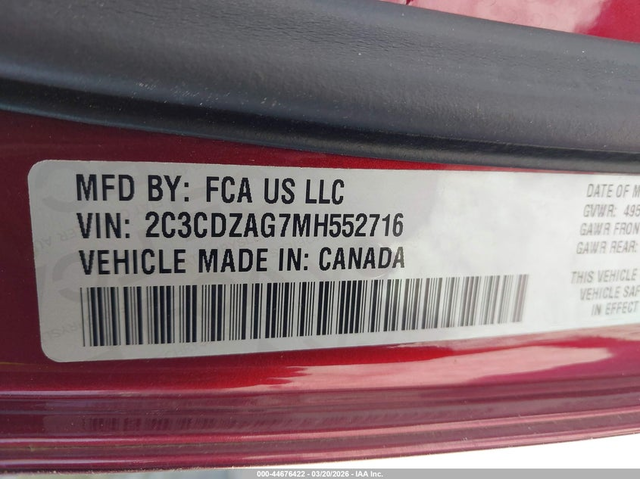 MFD BY: FCA US LLC
VIN: 2C3CDZAG7MH552716
VEHICLE MADE IN: CANADA
DATE OF M
GVWR: 495
GAWR FRON
GAWR REAR:
THIS VEHICLE
VEHICLE SAF
IN EFFECT
000-44676422 | 03/20/2026 - IAA Inc.